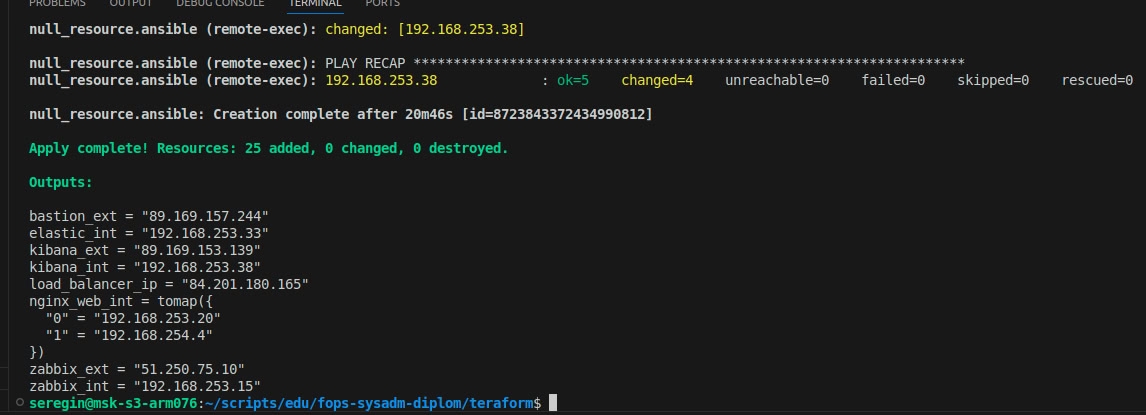 PROBLEMS OUTPUT DEBUG CONSOLE TERMINAL PORTS
null_resource.ansible (remote-exec): changed: [192.168.253.38]
null_resource.ansible (remote-exec): PLAY RECAP *********************************************************************
null_resource.ansible (remote-exec): 192.168.253.38             : ok=5    changed=4    unreachable=0    failed=0    skipped=0    rescued=0
null_resource.ansible: Creation complete after 20m46s [id=8723843372434990812]
Apply complete! Resources: 25 added, 0 changed, 0 destroyed.
Outputs:
bastion_ext = "89.169.157.244"
elastic_int = "192.168.253.33"
kibana_ext = "89.169.153.139"
kibana_int = "192.168.253.38"
load_balancer_ip = "84.201.180.165"
nginx_web_int = tomap({
  "0" = "192.168.253.20"
  "1" = "192.168.254.4"
})
zabbix_ext = "51.250.75.10"
zabbix_int = "192.168.253.15"
seregin@msk-s3-arm076:~/scripts/edu/fops-sysadm-diplom/teraform$